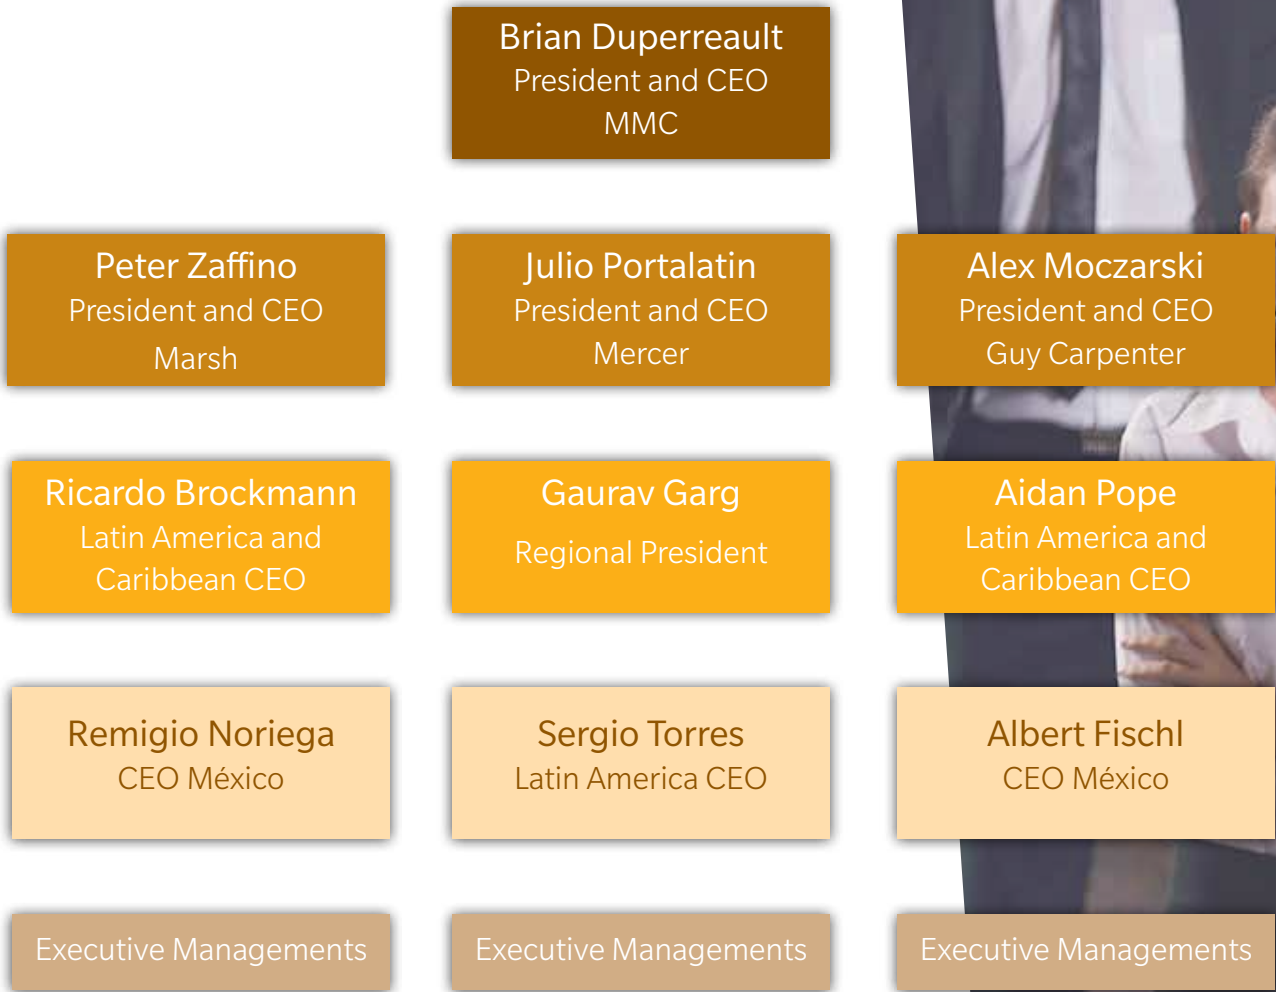 Brian Duperreault
President and CEO
MMC
Peter Zaffino
President and CEO
Marsh
Julio Portalatin
President and CEO
Mercer
Alex Moczarski
President and CEO
Guy Carpenter
Ricardo Brockmann
Latin America and
Caribbean CEO
Gaurav Garg
Regional President
Aidan Pope
Latin America and
Caribbean CEO
Remigio Noriega
CEO México
Sergio Torres
Latin America CEO
Albert Fischl
CEO México
Executive Managements
Executive Managements
Executive Managements